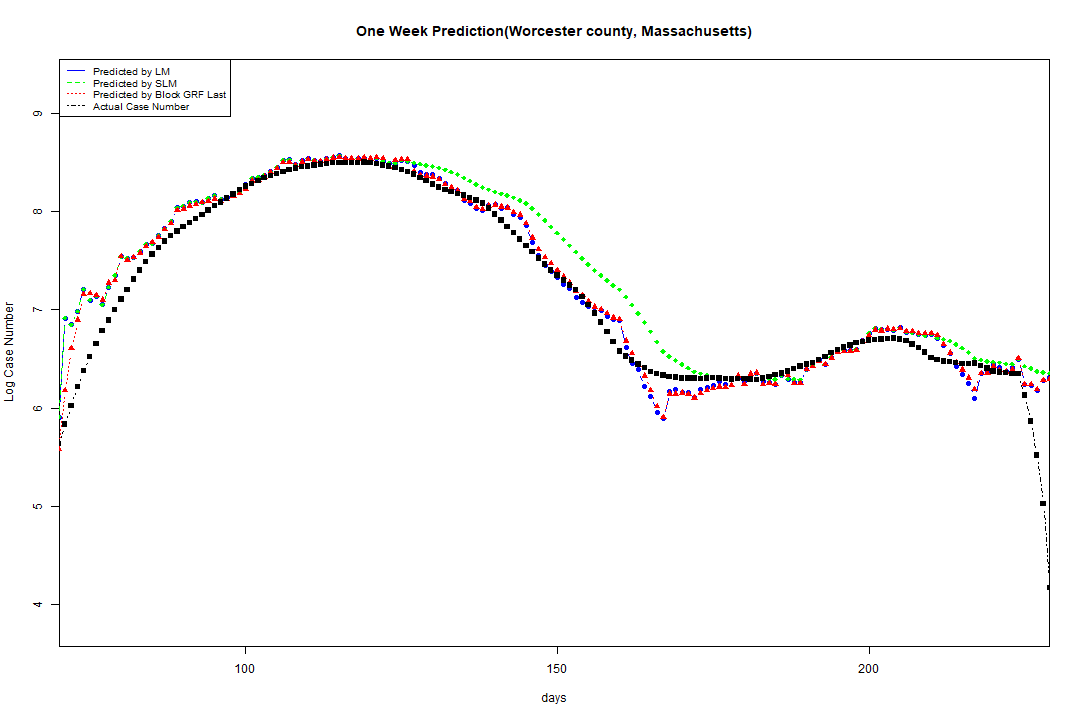 One Week Prediction(Worcester county, Massachusetts)
Predicted by LM
Predicted by SLM
Predicted by Block GRF Last
Actual Case Number
9
8
7
6
5
4
Log Case Number
100
150
200
days